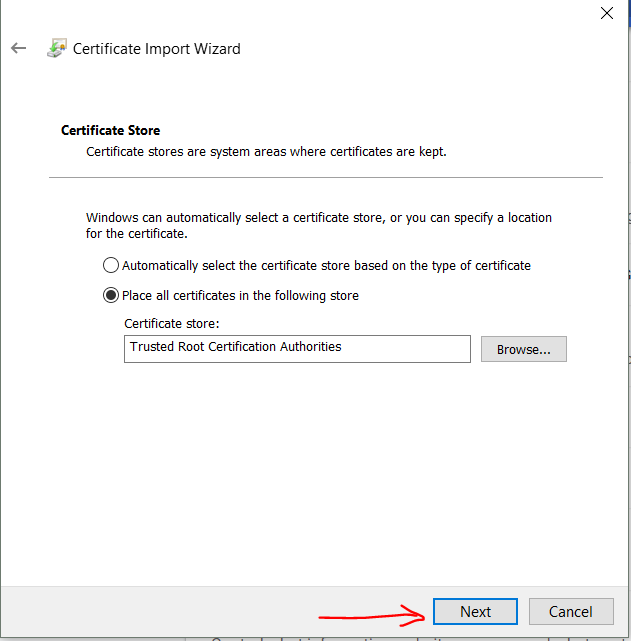 Certificate Import Wizard
Certificate Store
Certificate stores are system areas where certificates are kept.
Windows can automatically select a certificate store, or you can specify a location
for the certificate.
Automatically select the certificate store based on the type of certificate
Place all certificates in the following store
Certificate store:
Trusted Root Certification Authorities
Browse...
Next
Cancel